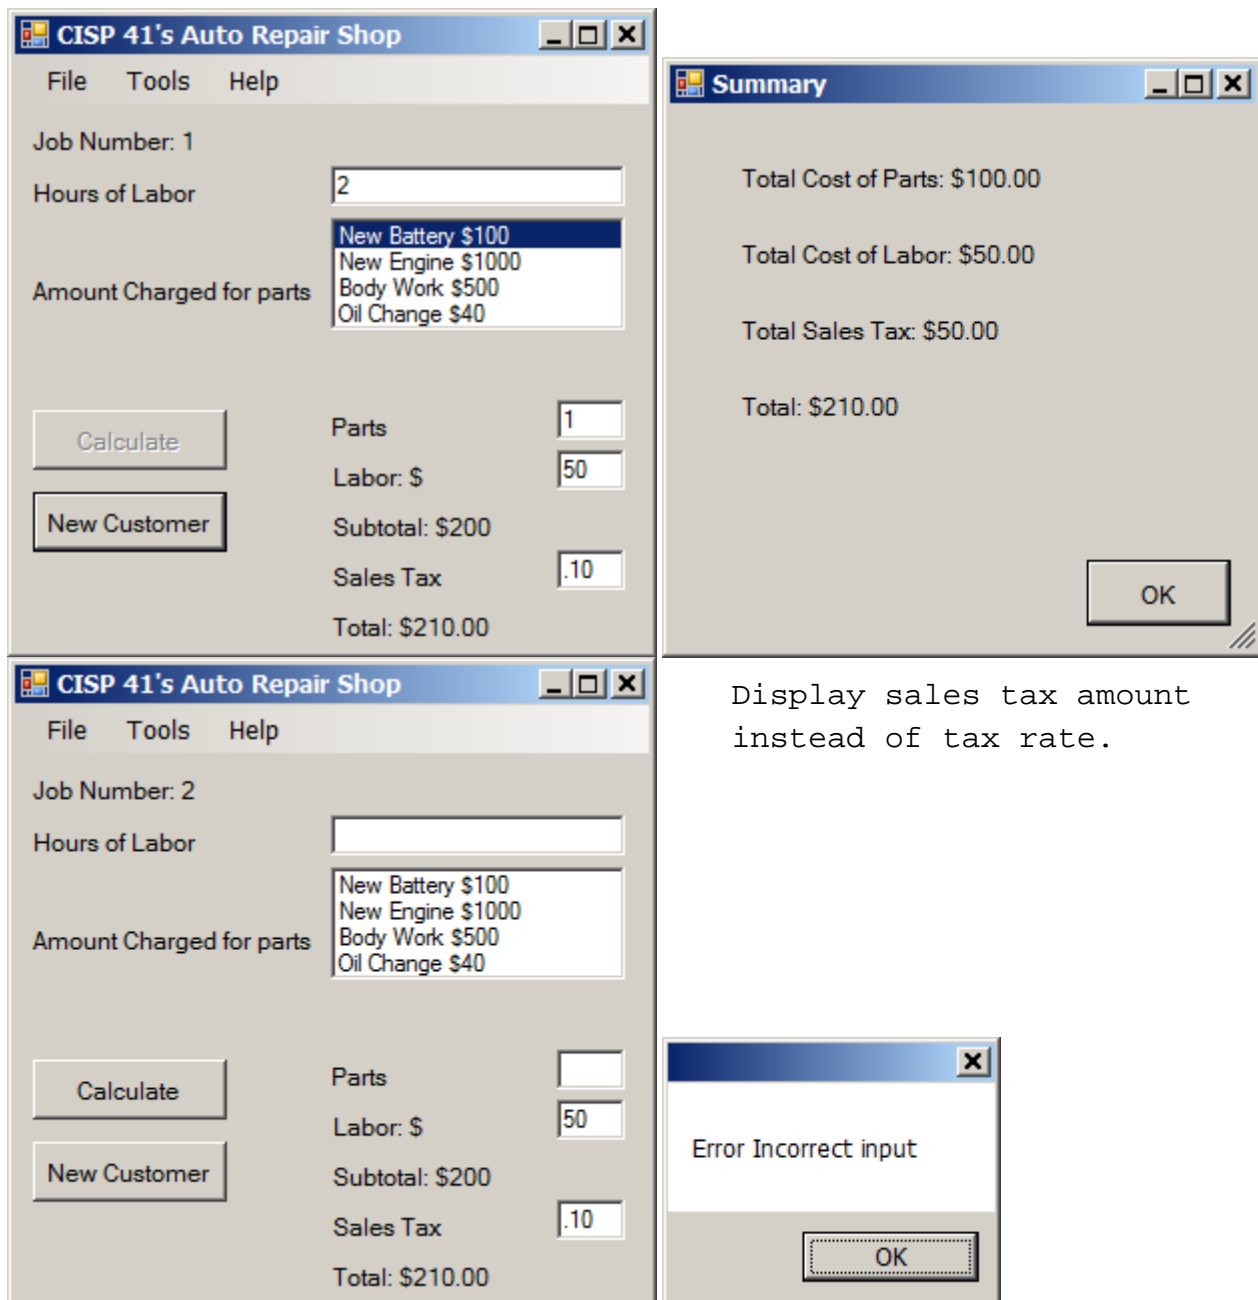 CISP 41's Auto Repair Shop
File Tools Help
Job Number: 1
Hours of Labor 2
New Battery $100
New Engine $1000
Amount Charged for parts Body Work $500
Oil Change $40
Calculate
New Customer
Parts 1
Labor: $ 50
Subtotal: $200
Sales Tax .10
Total: $210.00
Summary
Total Cost of Parts: $100.00
Total Cost of Labor: $50.00
Total Sales Tax: $50.00
Total: $210.00
OK
CISP 41's Auto Repair Shop
File Tools Help
Job Number: 2
Hours of Labor
New Battery $100
New Engine $1000
Amount Charged for parts Body Work $500
Oil Change $40
Calculate
New Customer
Parts
Labor: $ 50
Subtotal: $200
Sales Tax .10
Total: $210.00
Display sales tax amount
instead of tax rate.
Error Incorrect input
OK